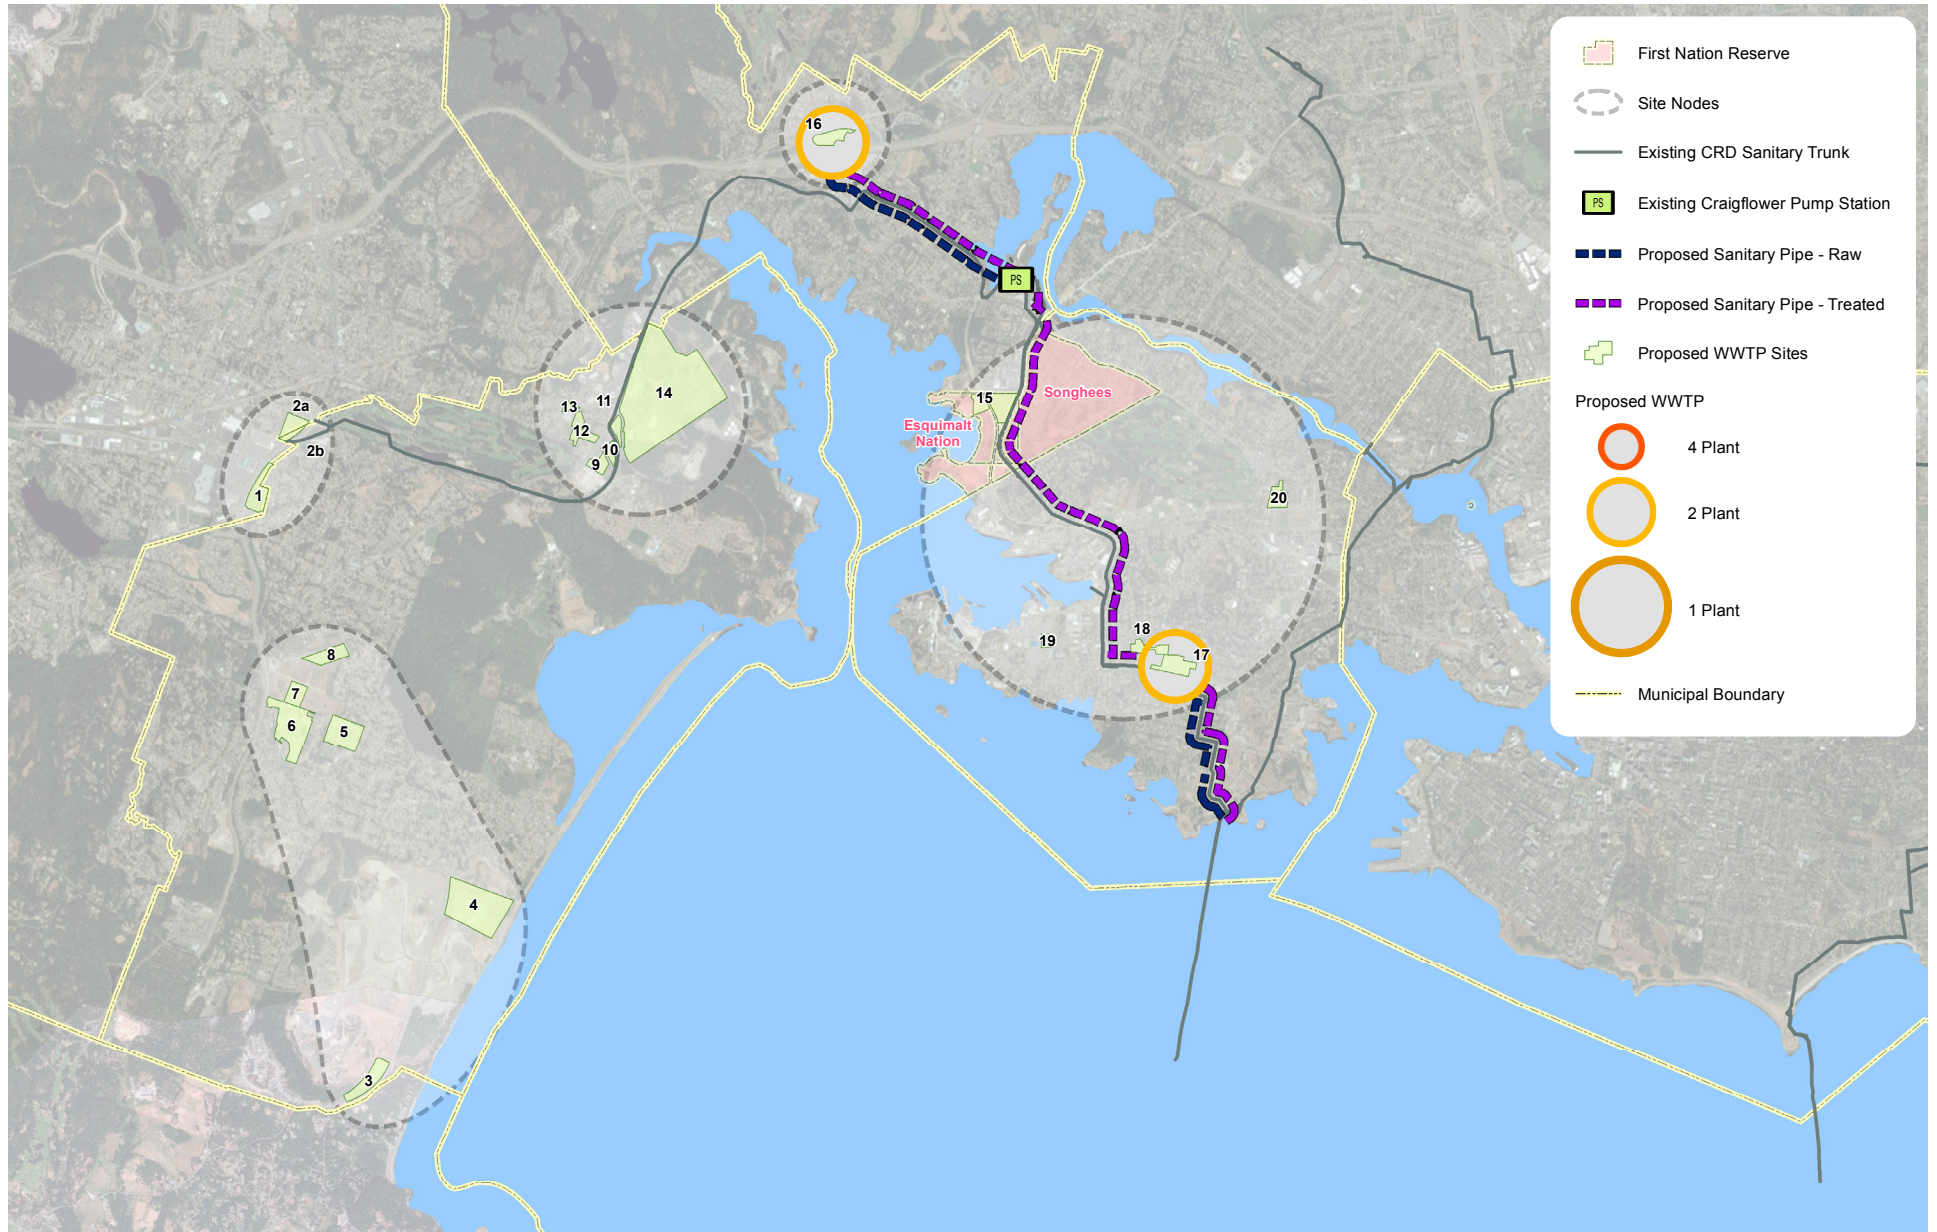 First Nation Reserve
Site Nodes
Existing CRD Sanitary Trunk
PS
Existing Craigflower Pump Station
Proposed Sanitary Pipe - Raw
Proposed Sanitary Pipe - Treated
Proposed WWTP Sites
Proposed WWTP
4 Plant
2 Plant
1 Plant
Municipal Boundary
16
PS
14
13
11
12
10
9
2a
2b
1
15
Songhees
Esquimalt
Nation
20
18
19
17
8
7
6
5
4
3